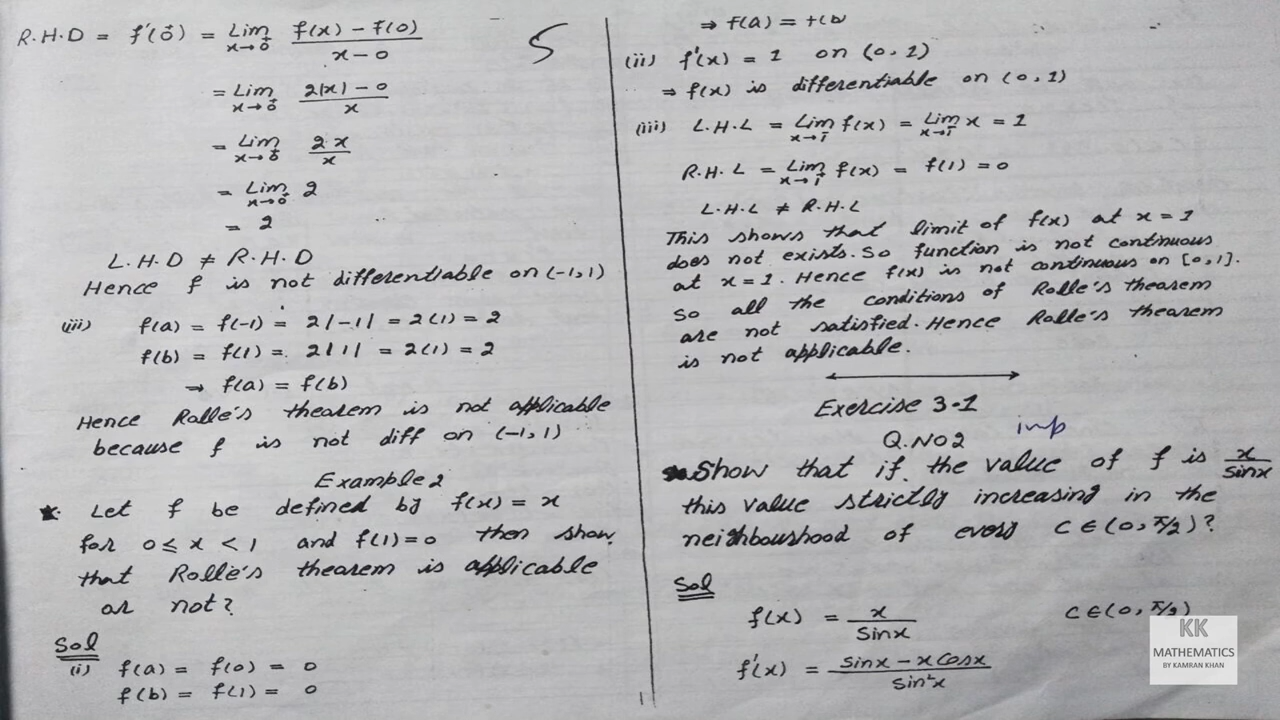 R.H.D = f'(0⁺) = Lim x→0⁺ f(x) - f(0) / x - 0
= Lim x→0⁺ 2(x) - 0 / x
= Lim x→0⁺ 2x / x
= Lim x→0⁺ 2
= 2
L.H.D ≠ R.H.D
Hence f is not differentiable on (-1,1)
(iii) f(a) = f(-1) = 2|-1| = 2(1) = 2
f(b) = f(1) = 2|1| = 2(1) = 2
→ f(a) = f(b)
Hence Rolle's theorem is not applicable
because f is not diff on (-1,1)
Example 2
* Let f be defined by f(x) = x
for 0 ≤ x < 1 and f(1) = 0 then show
that Rolle's theorem is applicable
or not?
Sol
(i) f(a) = f(0) = 0
f(b) = f(1) = 0
5
⇒ f(a) = f(b)
(ii) f'(x) = 1 on (0,1)
⇒ f(x) is differentiable on (0,1)
(iii) L.H.L = Lim x→1⁻ f(x) = Lim x→1⁻ x = 1
R.H.L = Lim x→1⁺ f(x) = f(1) = 0
L.H.L ≠ R.H.L
This shows that limit of f(x) at x = 1
does not exists. So function is not continuous
at x = 1. Hence f(x) is not continuous on [0,1].
So all the conditions of Rolle's theorem
are not satisfied. Hence Rolle's theorem
is not applicable.
Exercise 3-1
Q.NO2 imp
Show that if the value of f is x/sinx
this value strictly increasing in the
neighbourhood of every c ∈ (0, π/2)?
Sol
f(x) = x / sinx c ∈ (0, π/2)
f'(x) = sinx - x cosx / sin²x
KK
MATHEMATICS
BY KAMRAN KHAN